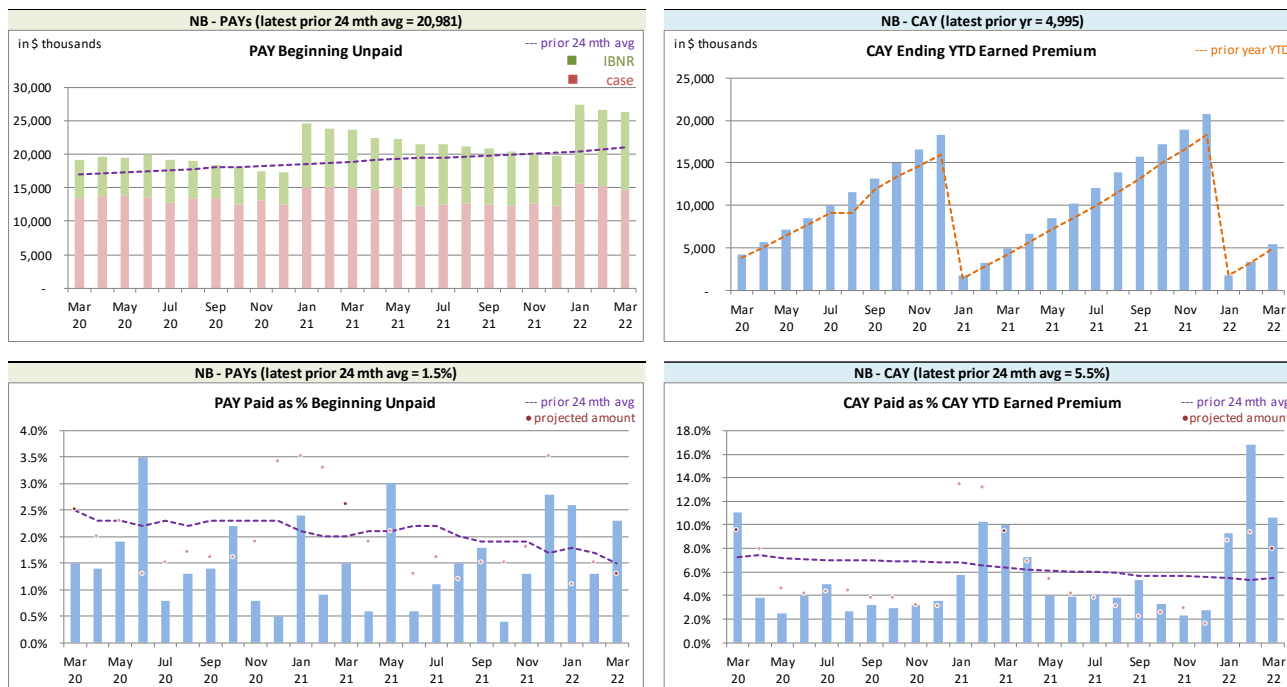 NB - PAYs (latest prior 24 mth avg = 20,981)
in $ thousands
PAY Beginning Unpaid
--- prior 24 mth avg
IBNR
case
30,000
25,000
20,000
15,000
10,000
5,000
-
Mar May Jul Sep Nov Jan Mar May Jul Sep Nov Jan Mar
20 20 20 20 20 21 21 21 21 21 21 22 22
NB - CAY (latest prior yr = 4,995)
in $ thousands
CAY Ending YTD Earned Premium
--- prior year YTD
25,000
20,000
15,000
10,000
5,000
-
Mar May Jul Sep Nov Jan Mar May Jul Sep Nov Jan Mar
20 20 20 20 20 21 21 21 21 21 21 22 22
NB - PAYs (latest prior 24 mth avg = 1.5%)
PAY Paid as % Beginning Unpaid
--- prior 24 mth avg
• projected amount
4.0%
3.5%
3.0%
2.5%
2.0%
1.5%
1.0%
0.5%
0.0%
Mar May Jul Sep Nov Jan Mar May Jul Sep Nov Jan Mar
20 20 20 20 20 21 21 21 21 21 21 22 22
NB - CAY (latest prior 24 mth avg = 5.5%)
CAY Paid as % CAY YTD Earned Premium
--- prior 24 mth avg
• projected amount
18.0%
16.0%
14.0%
12.0%
10.0%
8.0%
6.0%
4.0%
2.0%
0.0%
Mar May Jul Sep Nov Jan Mar May Jul Sep Nov Jan Mar
20 20 20 20 20 21 21 21 21 21 21 22 22